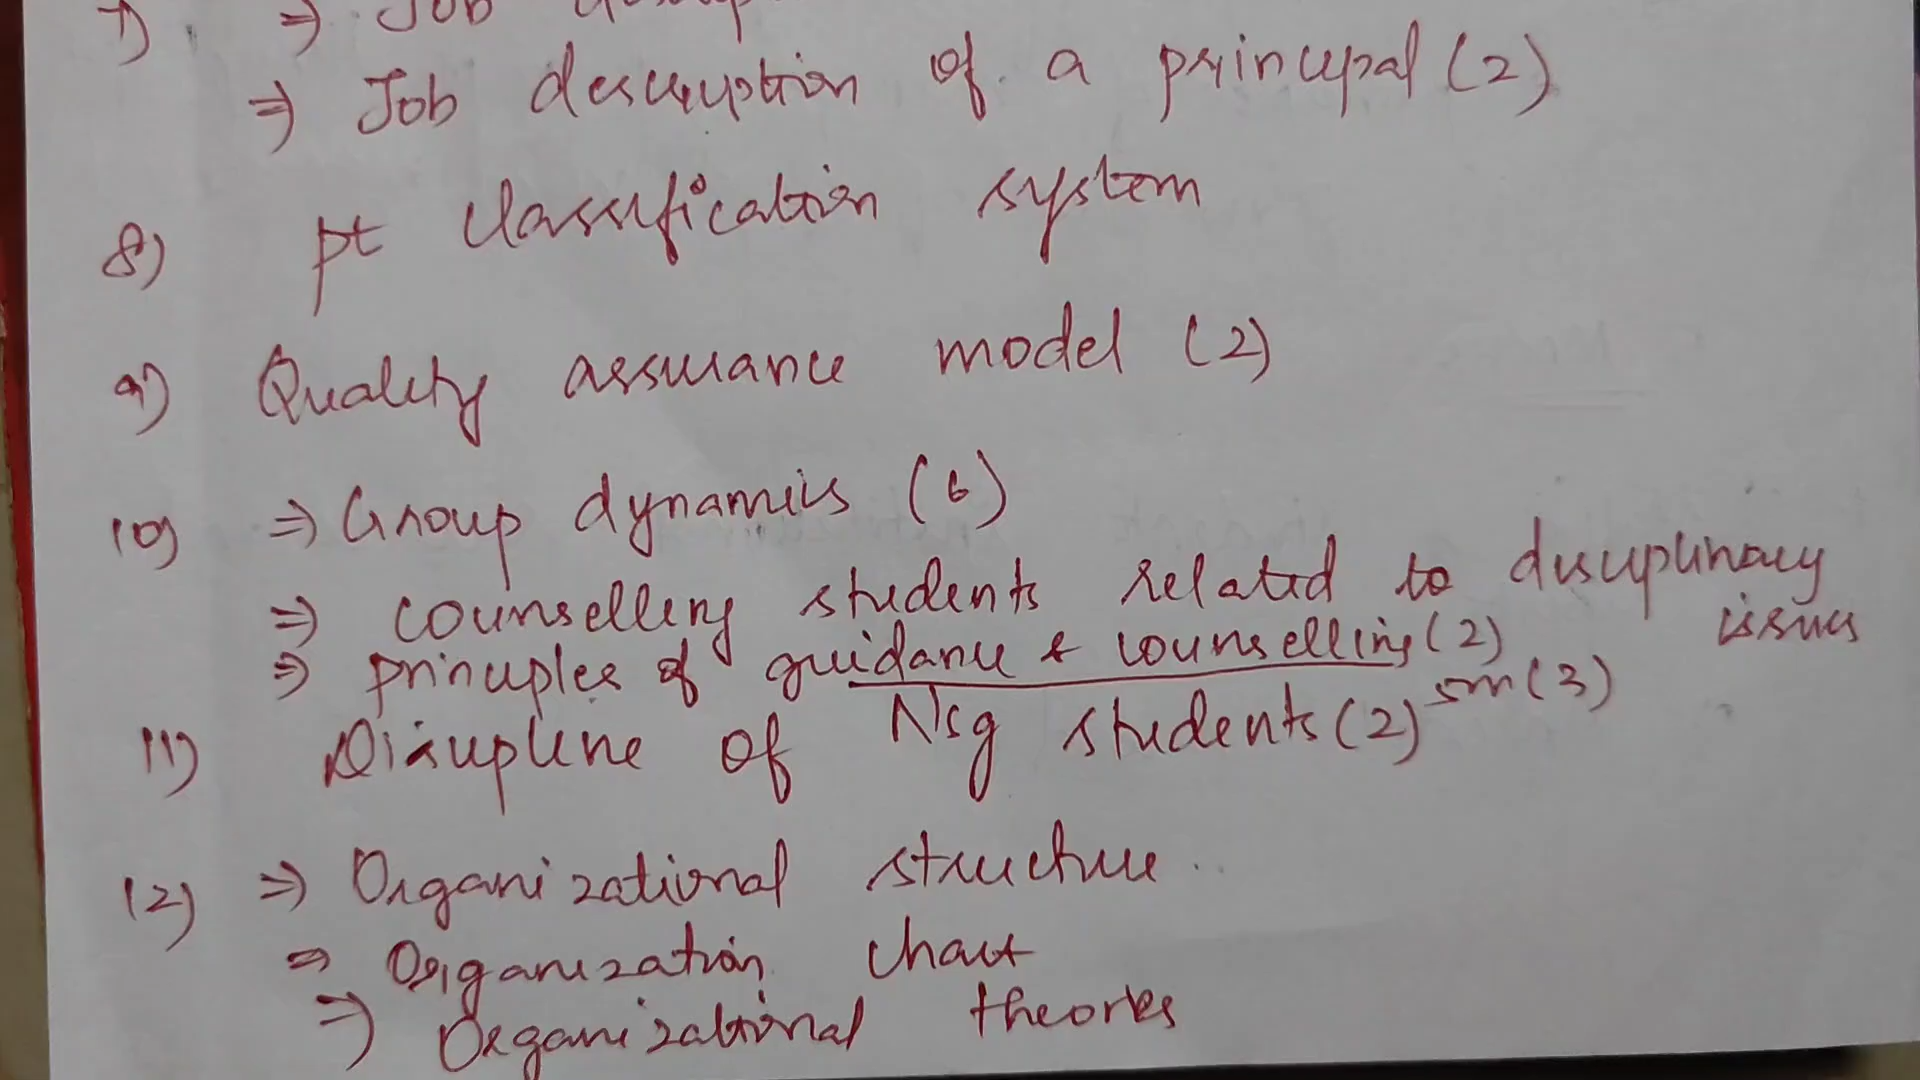 7) ⇒ Job
⇒ Job description of a principal (2)
8) pt classification system
9) Quality assurance model (2)
10) ⇒ Group dynamics (6)
⇒ counselling students related to disciplinary issues
⇒ principles of guidance & counselling (2)
11) Discipline of Nsg students (2) sm (3)
12) ⇒ Organizational structure
⇒ Organization chart
⇒ Organizational theories